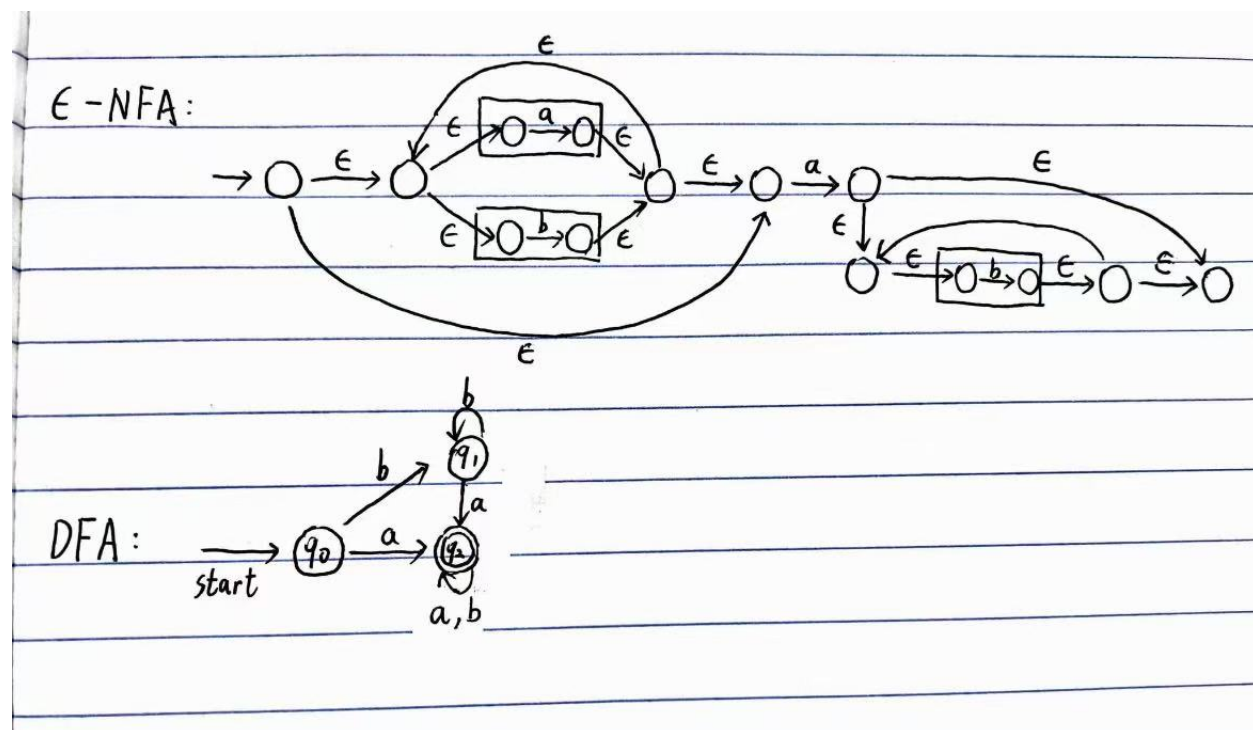 ϵ
ϵ-NFA:
ϵ a ϵ
ϵ ϵ a ϵ
ϵ b ϵ ϵ
ϵ b ϵ ϵ
ϵ
b
b q₁
a
DFA: q₀ a q₂
start
a, b